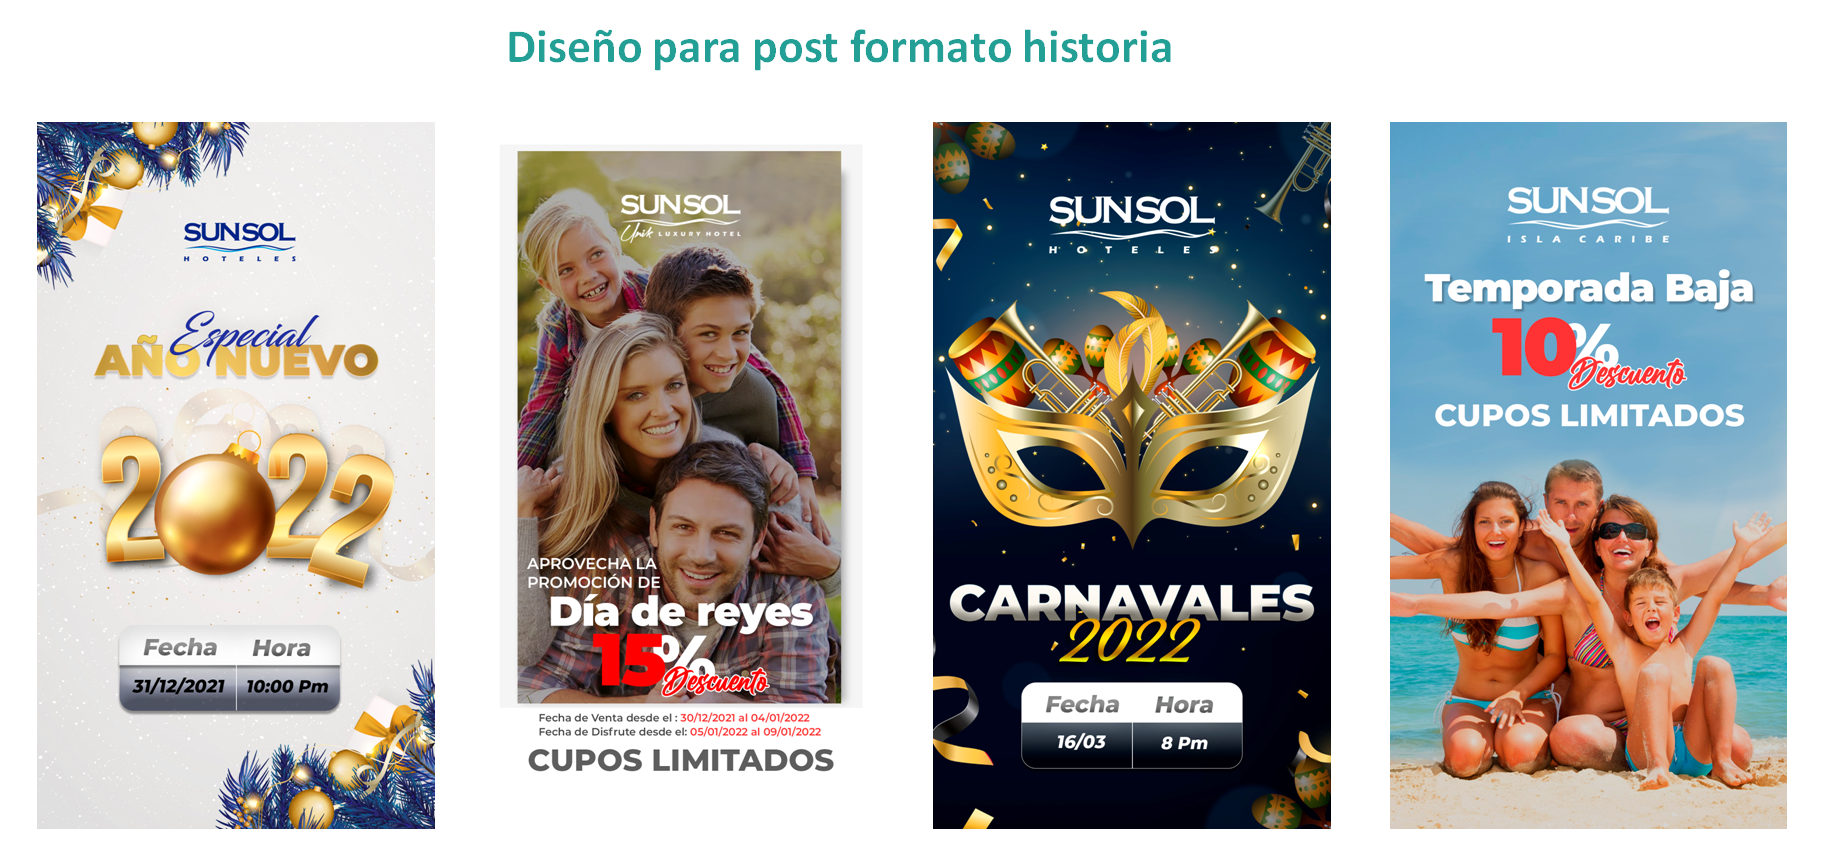 Diseño para post formato historia
SUNSOL
HOTELES
Especial
AÑO NUEVO
2022
Fecha Hora
31/12/2021 10:00 Pm
SUNSOL
Unik LUXURY HOTEL
APROVECHA LA
PROMOCIÓN DE
Día de reyes
15%
Descuento
Fecha de Venta desde el : 30/12/2021 al 04/01/2022
Fecha de Disfrute desde el: 05/01/2022 al 09/01/2022
CUPOS LIMITADOS
SUNSOL
HOTELES
CARNAVALES
2022
Fecha Hora
16/03 8 Pm
SUNSOL
ISLA CARIBE
Temporada Baja
10%
Descuento
CUPOS LIMITADOS